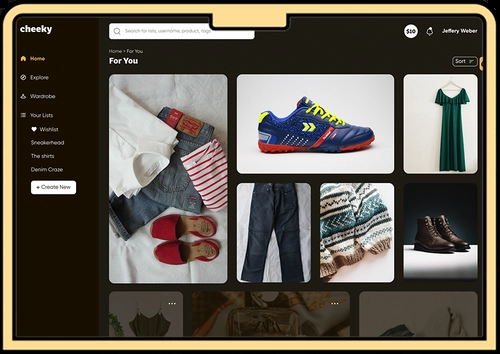 cheeky
Search for lists, username, product, tags
$10
Jeffery Weber
Home > For You
For You
Sort
Home
Explore
Wardrobe
Your Lists
Wishlist
Sneakerhead
The shirts
Denim Craze
+ Create New